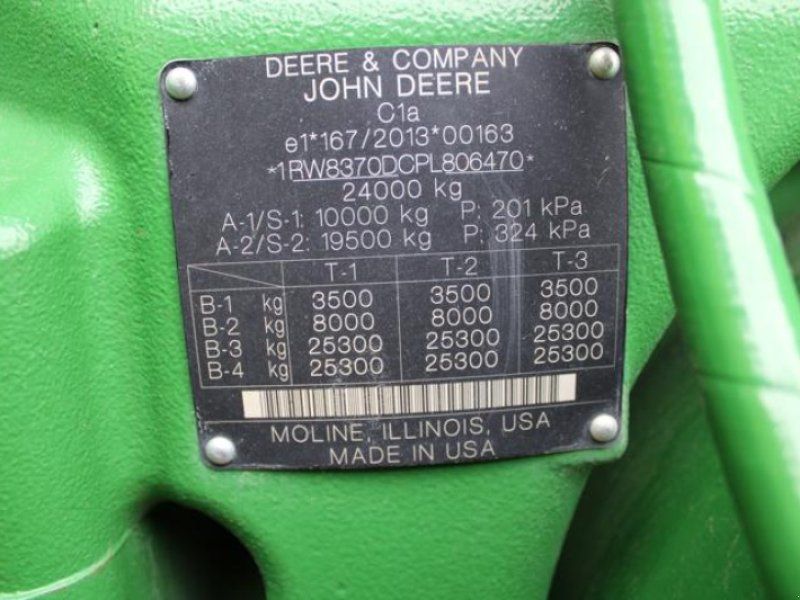 DEERE & COMPANY
JOHN DEERE
C1a
e1*167/2013*00163
*1RW8370DCPL806470*
24000 kg
A-1/S-1: 10000 kg P: 201 kPa
A-2/S-2: 19500 kg P: 324 kPa
T-1 T-2 T-3
B-1 kg 3500 3500 3500
B-2 kg 8000 8000 8000
B-3 kg 25300 25300 25300
B-4 kg 25300 25300 25300
MOLINE, ILLINOIS, USA
MADE IN USA